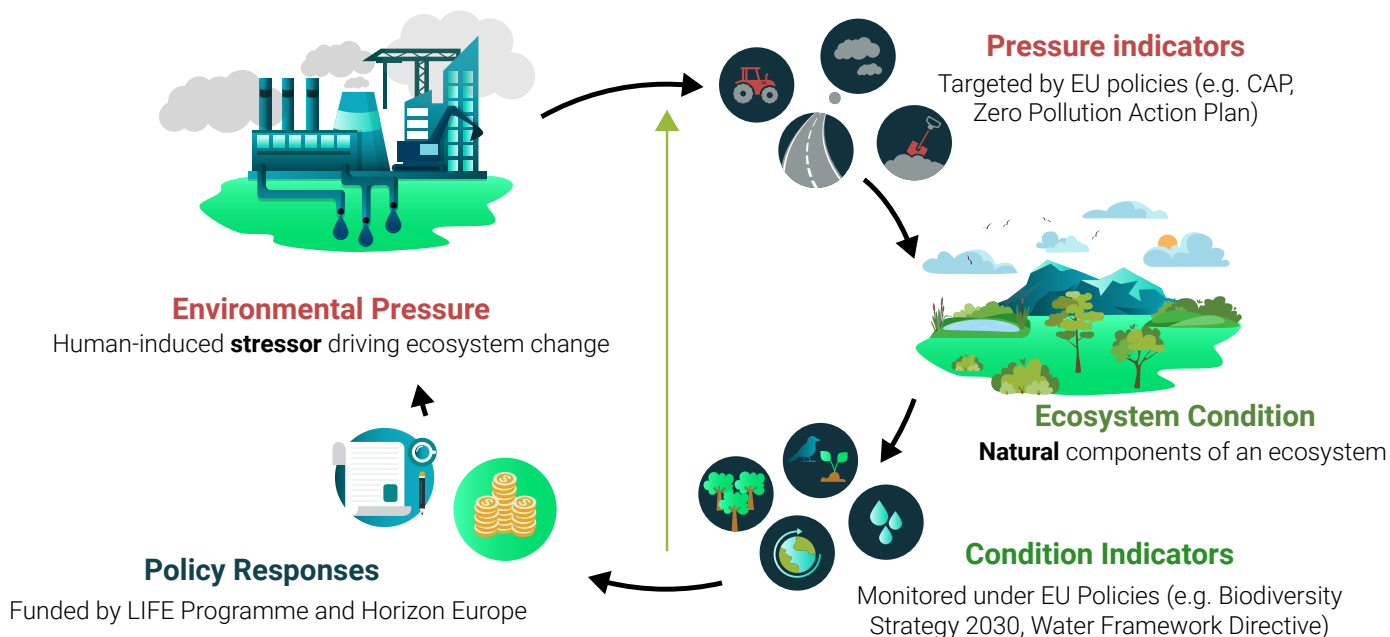 Pressure indicators
Targeted by EU policies (e.g. CAP,
Zero Pollution Action Plan)
Environmental Pressure
Human-induced stressor driving ecosystem change
Ecosystem Condition
Natural components of an ecosystem
Policy Responses
Funded by LIFE Programme and Horizon Europe
Condition Indicators
Monitored under EU Policies (e.g. Biodiversity
Strategy 2030, Water Framework Directive)